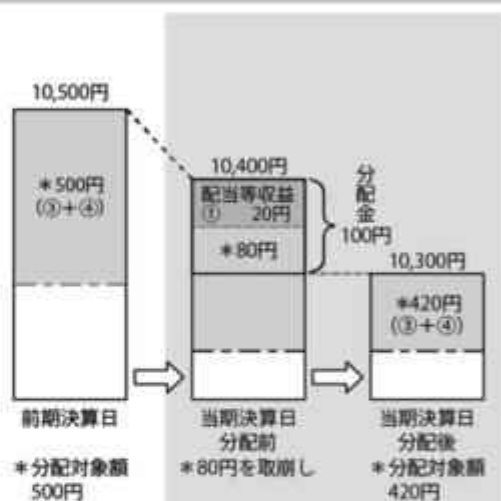 10,500円
*500円
(③+④)
前期決算日
*分配対象額
500円
10,400円
配当等収益
① 20円
*80円
分配金
100円
当期決算日
分配前
*80円を取崩し
10,300円
*420円
(③+④)
当期決算日
分配後
*分配対象額
420円